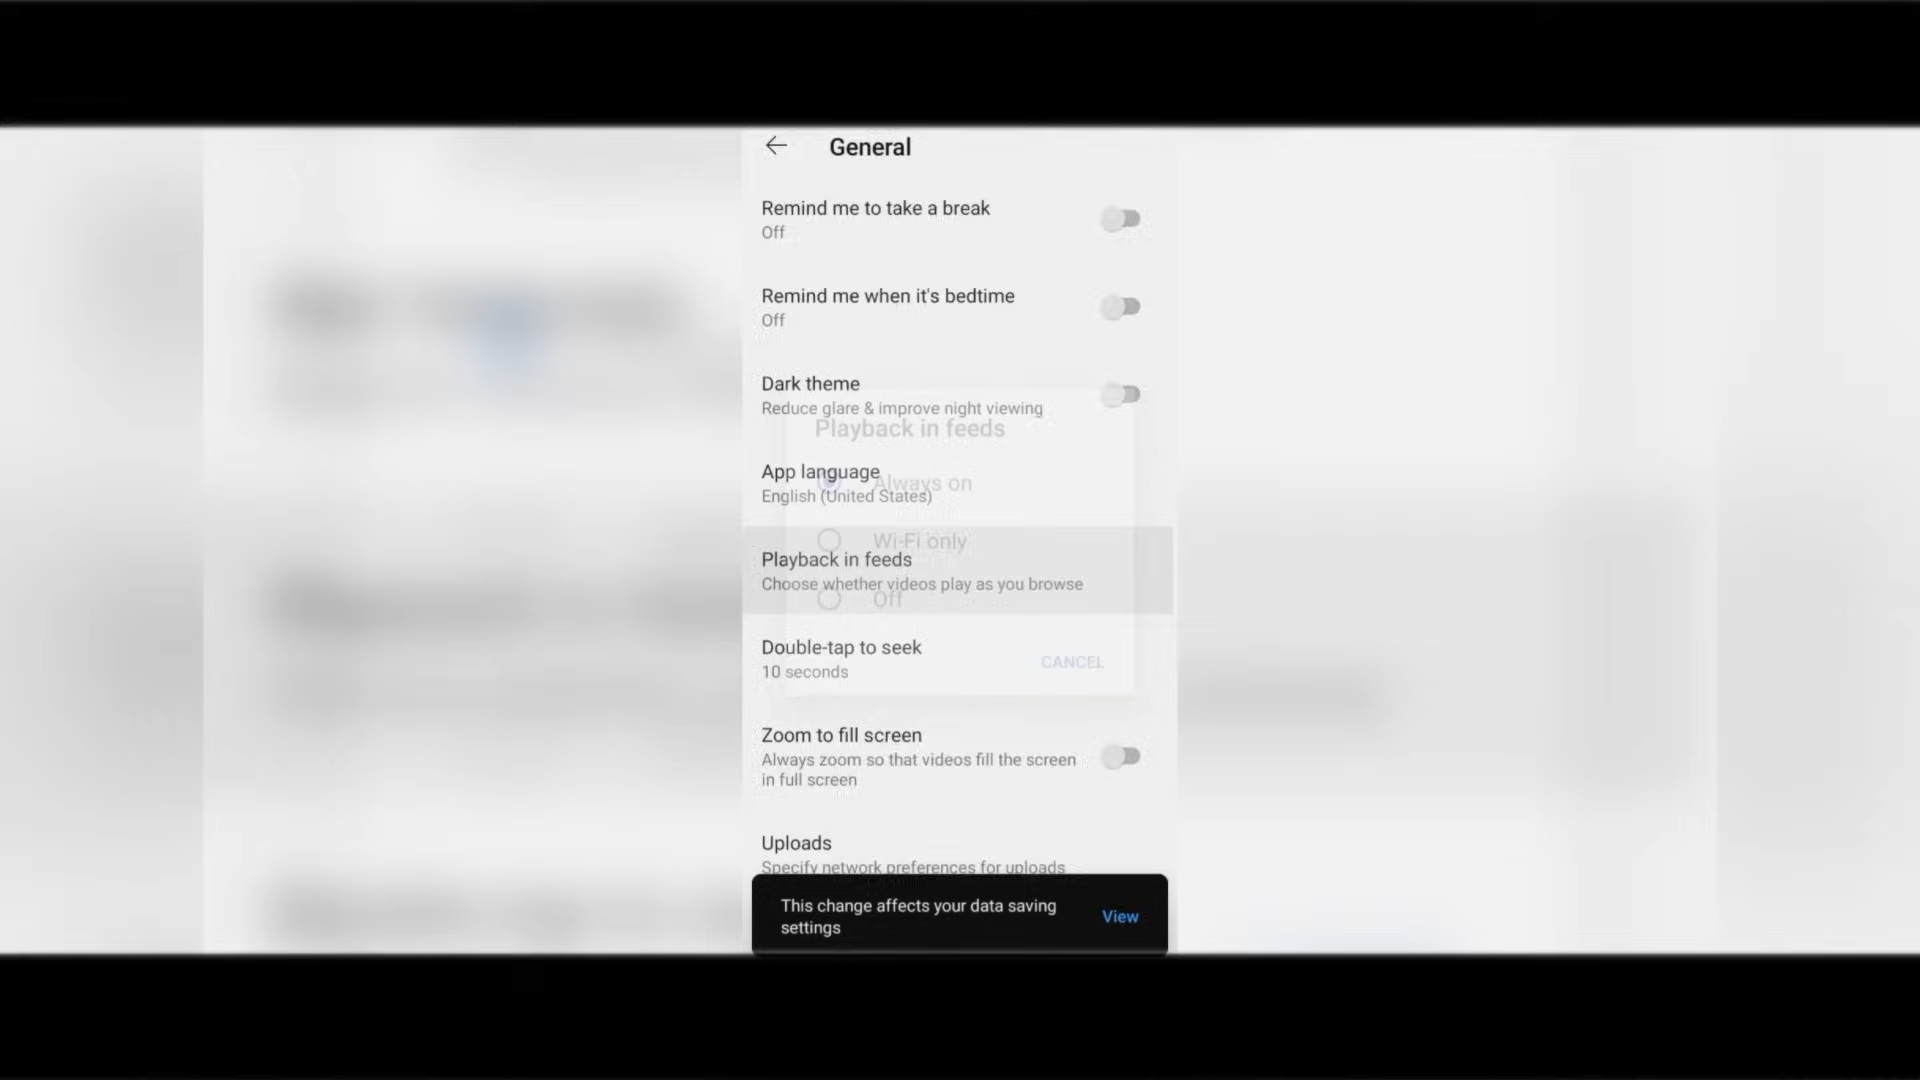 General
Remind me to take a break
Off
Remind me when it's bedtime
Off
Dark theme
Reduce glare & improve night viewing
Playback in feeds
App language
Always on
English (United States)
Wi-Fi only
Playback in feeds
Choose whether videos play as you browse
Off
Double-tap to seek
CANCEL
10 seconds
Zoom to fill screen
Always zoom so that videos fill the screen
in full screen
Uploads
Specify network preferences for uploads
This change affects your data saving
settings
View